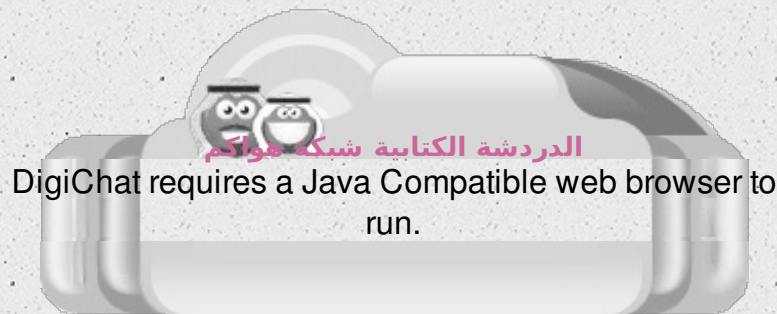 الدردشة الكتابية شبكة هواكم
DigiChat requires a Java Compatible web browser to
run.